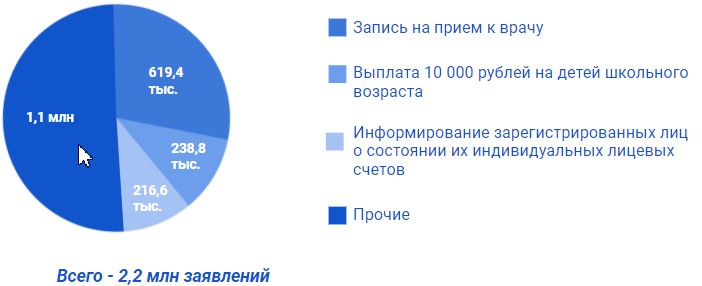 619,4
тыс.
1,1 млн
238,8
тыс.
216,6
тыс.
Запись на прием к врачу
Выплата 10 000 рублей на детей школьного
возраста
Информирование зарегистрированных лиц
о состоянии их индивидуальных лицевых
счетов
Прочие
Всего - 2,2 млн заявлений